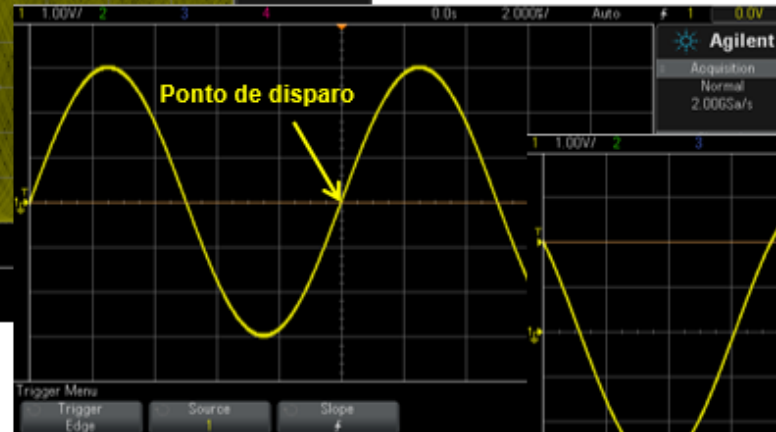 1 1.00V/ 2 3 4 0.0s 2.000%/ Auto 1 0.0V
Agilent
Acquisition
Normal
2.00GSa/s
Ponto de disparo
1 1.00V/ 2 3
T
T
Trigger Menu
Trigger
Edge
Source
1
Slope